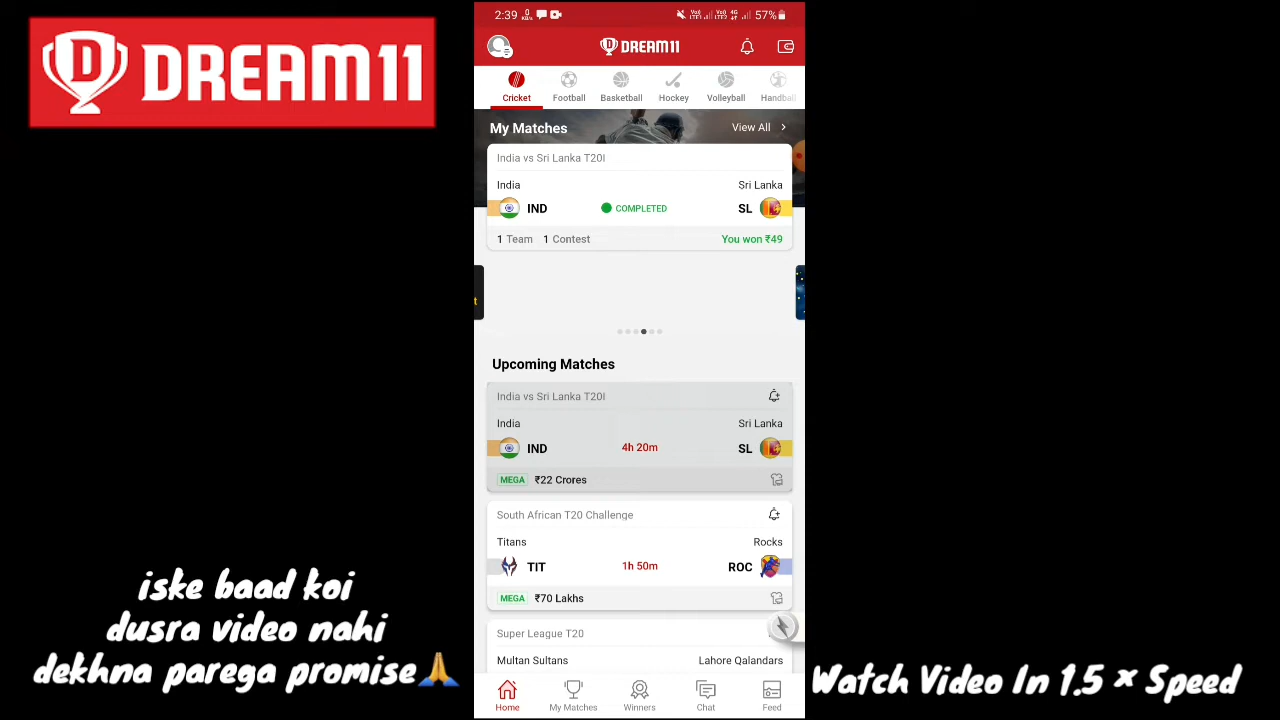 DREAM11
2:39 0 KB/s 57%
DREAM11
Cricket Football Basketball Hockey Volleyball Handball
My Matches View All >
India vs Sri Lanka T20I
India Sri Lanka
IND COMPLETED SL
1 Team 1 Contest You won ₹49
Upcoming Matches
India vs Sri Lanka T20I
India Sri Lanka
IND 4h 20m SL
MEGA ₹22 Crores
South African T20 Challenge
Titans Rocks
TIT 1h 50m ROC
MEGA ₹70 Lakhs
Super League T20
Multan Sultans Lahore Qalandars
Home My Matches Winners Chat Feed
iske baad koi
dusra video nahi
dekhna parega promise🙏
Watch Video In 1.5 × Speed